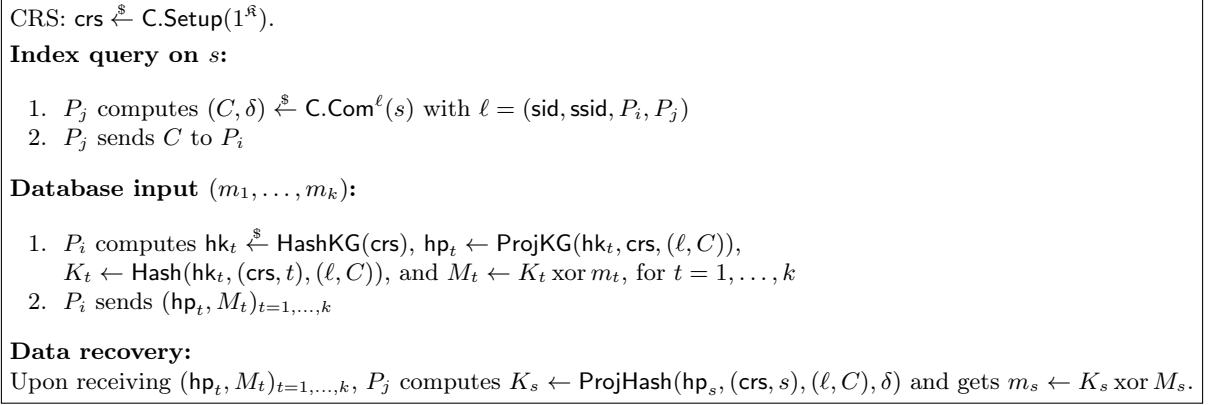 CRS: crs $← C.Setup(1^𝔎).
Index query on s:
1. P_j computes (C, δ) $← C.Com^ℓ(s) with ℓ = (sid, ssid, P_i, P_j)
2. P_j sends C to P_i
Database input (m_1, . . . , m_k):
1. P_i computes hk_t $← HashKG(crs), hp_t ← ProjKG(hk_t, crs, (ℓ, C)),
K_t ← Hash(hk_t, (crs, t), (ℓ, C)), and M_t ← K_t xor m_t, for t = 1, . . . , k
2. P_i sends (hp_t, M_t)_{t=1,...,k}
Data recovery:
Upon receiving (hp_t, M_t)_{t=1,...,k}, P_j computes K_s ← ProjHash(hp_s, (crs, s), (ℓ, C), δ) and gets m_s ← K_s xor M_s.